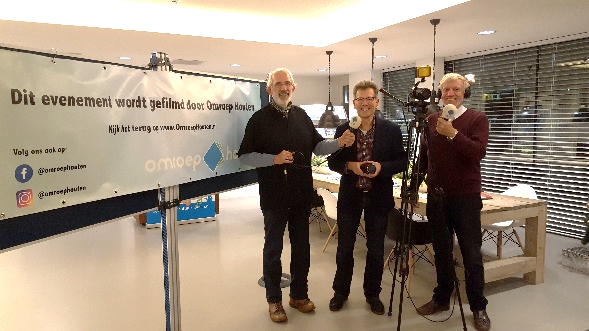 Dit evenement wordt gefilmd door Omroep Houten
Kijk het terug op www.OmroepHouten.nl
Volg ons ook op:
@omroephouten
omroep
@omroephouten